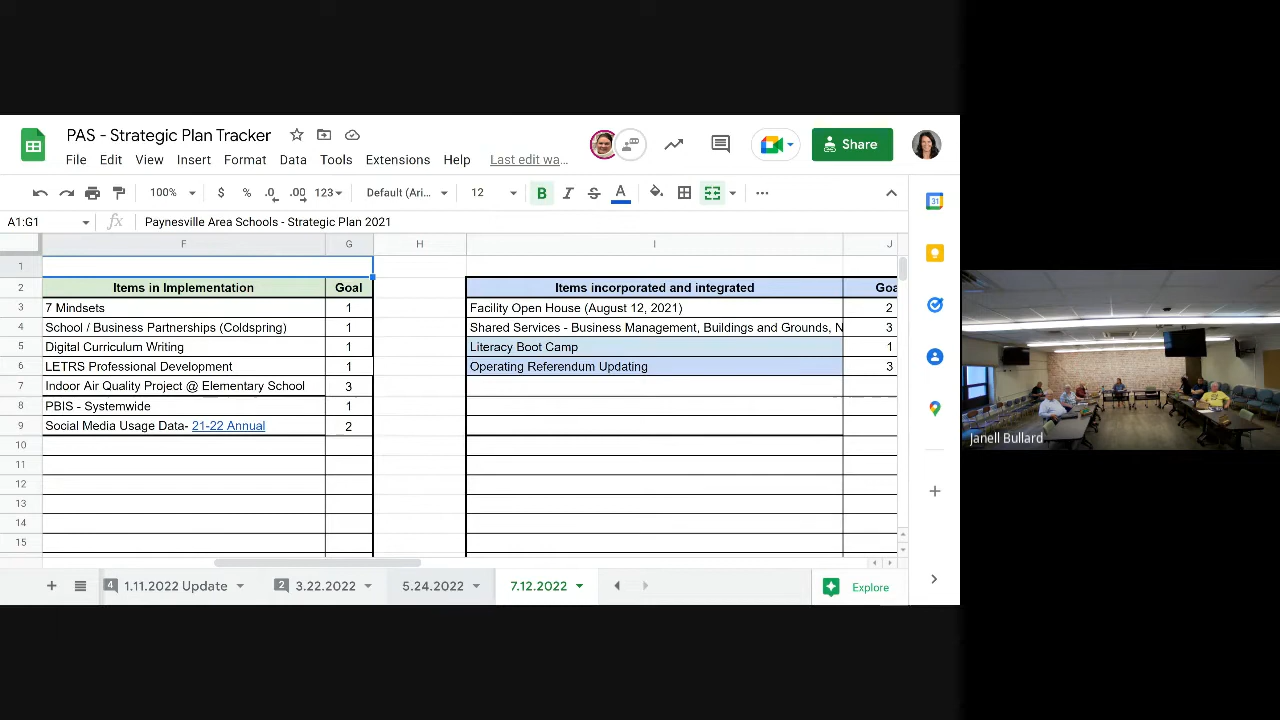 PAS - Strategic Plan Tracker
File Edit View Insert Format Data Tools Extensions Help Last edit wa...
Share
100% $ % .0 .00 123 Default (Ari... 12 B I S A
A1:G1 fx Paynesville Area Schools - Strategic Plan 2021
F G H I J
1
2 Items in Implementation Goal Items incorporated and integrated Goa
3 7 Mindsets 1 Facility Open House (August 12, 2021) 2
4 School / Business Partnerships (Coldspring) 1 Shared Services - Business Management, Buildings and Grounds, N 3
5 Digital Curriculum Writing 1 Literacy Boot Camp 1
6 LETRS Professional Development 1 Operating Referendum Updating 3
7 Indoor Air Quality Project @ Elementary School 3
8 PBIS - Systemwide 1
9 Social Media Usage Data- 21-22 Annual 2
10
11
12
13
14
15
4 1.11.2022 Update 2 3.22.2022 5.24.2022 7.12.2022 Explore
31
Janell Bullard